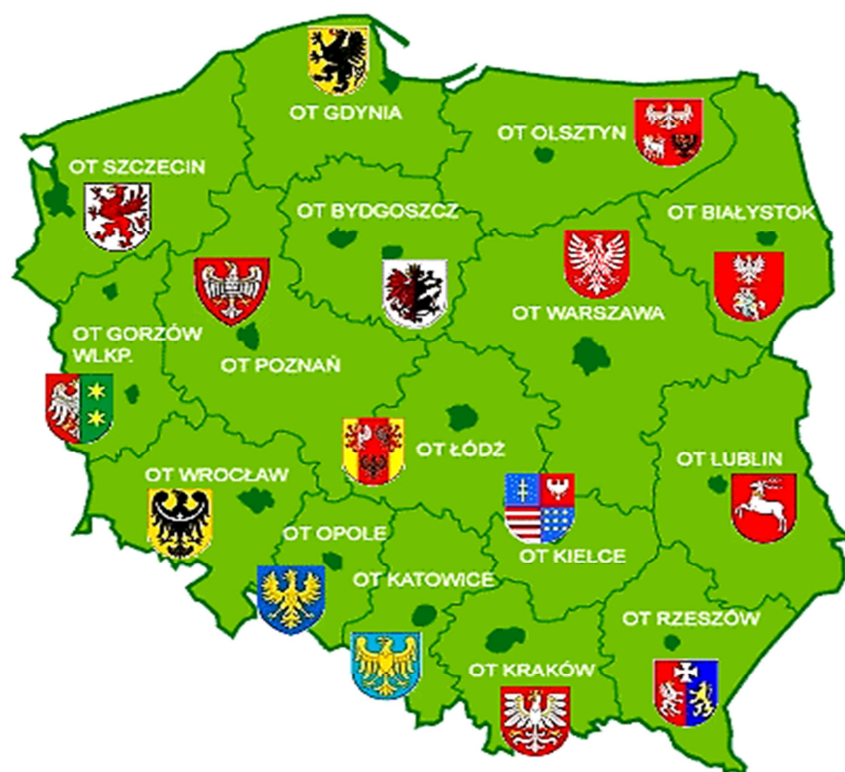 OT GDYNIA
OT OLSZTYN
OT SZCZECIN
OT BYDGOSZCZ
OT BIAŁYSTOK
OT GORZÓW
WLKP.
OT WARSZAWA
OT POZNAŃ
OT ŁÓDŹ
OT LUBLIN
OT WROCŁAW
OT OPOLE
OT KIELCE
OT KATOWICE
OT RZESZÓW
OT KRAKÓW